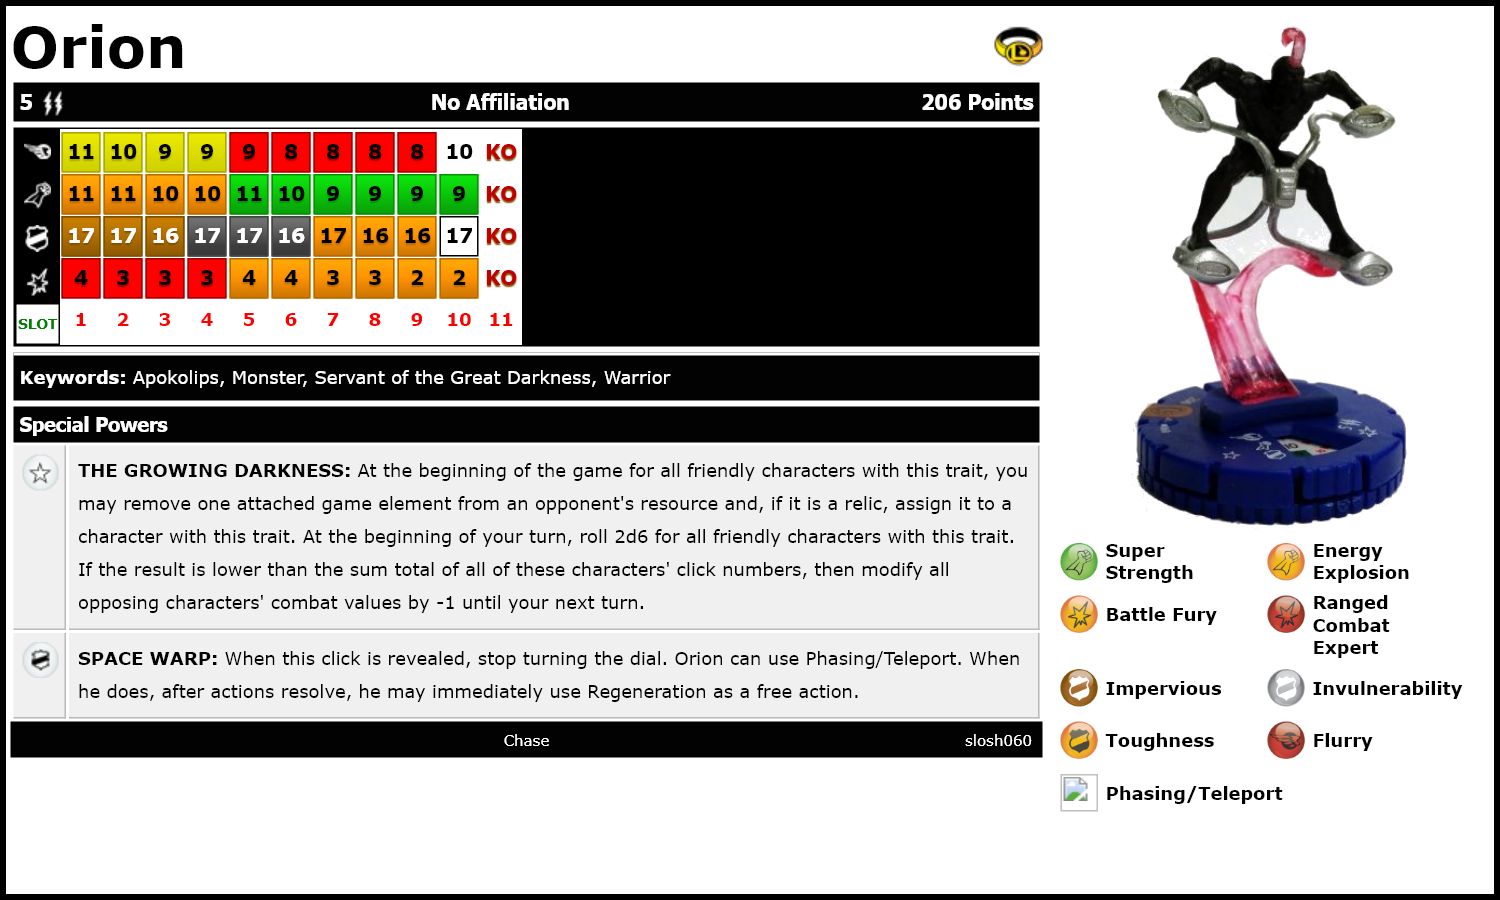 Orion
5 No Affiliation 206 Points
11 10 9 9 9 8 8 8 8 10 KO
11 11 10 10 11 10 9 9 9 9 KO
17 17 16 17 17 16 17 16 16 17 KO
4 3 3 3 4 4 3 3 2 2 KO
SLOT 1 2 3 4 5 6 7 8 9 10 11
Keywords: Apokolips, Monster, Servant of the Great Darkness, Warrior
Special Powers
THE GROWING DARKNESS: At the beginning of the game for all friendly characters with this trait, you
may remove one attached game element from an opponent's resource and, if it is a relic, assign it to a
character with this trait. At the beginning of your turn, roll 2d6 for all friendly characters with this trait.
If the result is lower than the sum total of all of these characters' click numbers, then modify all
opposing characters' combat values by -1 until your next turn.
SPACE WARP: When this click is revealed, stop turning the dial. Orion can use Phasing/Teleport. When
he does, after actions resolve, he may immediately use Regeneration as a free action.
Chase slosh060
Super
Strength
Energy
Explosion
Battle Fury
Ranged
Combat
Expert
Impervious
Invulnerability
Toughness
Flurry
Phasing/Teleport